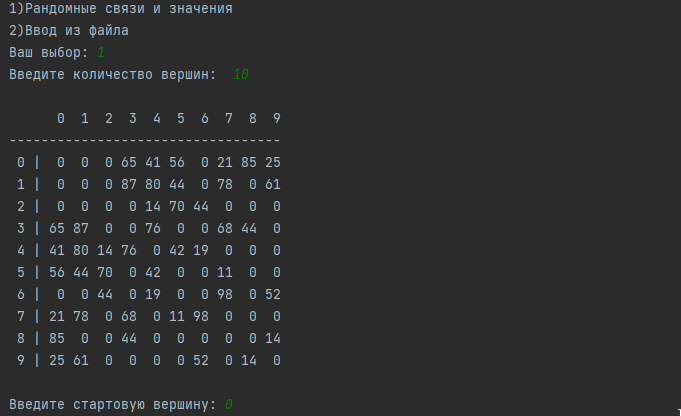 1)Рандомные связи и значения
2)Ввод из файла
Ваш выбор: 1
Введите количество вершин:  10
      0  1  2  3  4  5  6  7  8  9
----------------------------------
 0 |  0  0  0 65 41 56  0 21 85 25
 1 |  0  0  0 87 80 44  0 78  0 61
 2 |  0  0  0  0 14 70 44  0  0  0
 3 | 65 87  0  0 76  0  0 68 44  0
 4 | 41 80 14 76  0 42 19  0  0  0
 5 | 56 44 70  0 42  0  0 11  0  0
 6 |  0  0 44  0 19  0  0 98  0 52
 7 | 21 78  0 68  0 11 98  0  0  0
 8 | 85  0  0 44  0  0  0  0  0 14
 9 | 25 61  0  0  0  0 52  0 14  0
Введите стартовую вершину: 0